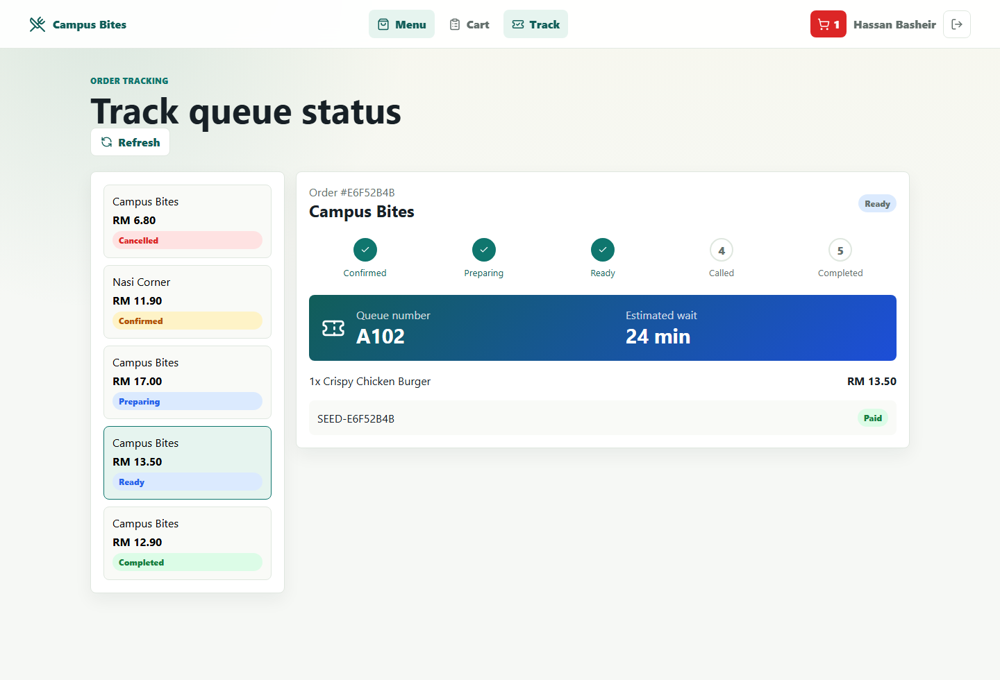 Campus Bites
Menu
Cart
Track
1
Hassan Basheir
ORDER TRACKING
Track queue status
Refresh
Campus Bites
RM 6.80
Cancelled
Nasi Corner
RM 11.90
Confirmed
Campus Bites
RM 17.00
Preparing
Campus Bites
RM 13.50
Ready
Campus Bites
RM 12.90
Completed
Order #E6F52B4B
Campus Bites
Ready
Confirmed
Preparing
Ready
4
Called
5
Completed
Queue number
A102
Estimated wait
24 min
1x Crispy Chicken Burger
RM 13.50
SEED-E6F52B4B
Paid